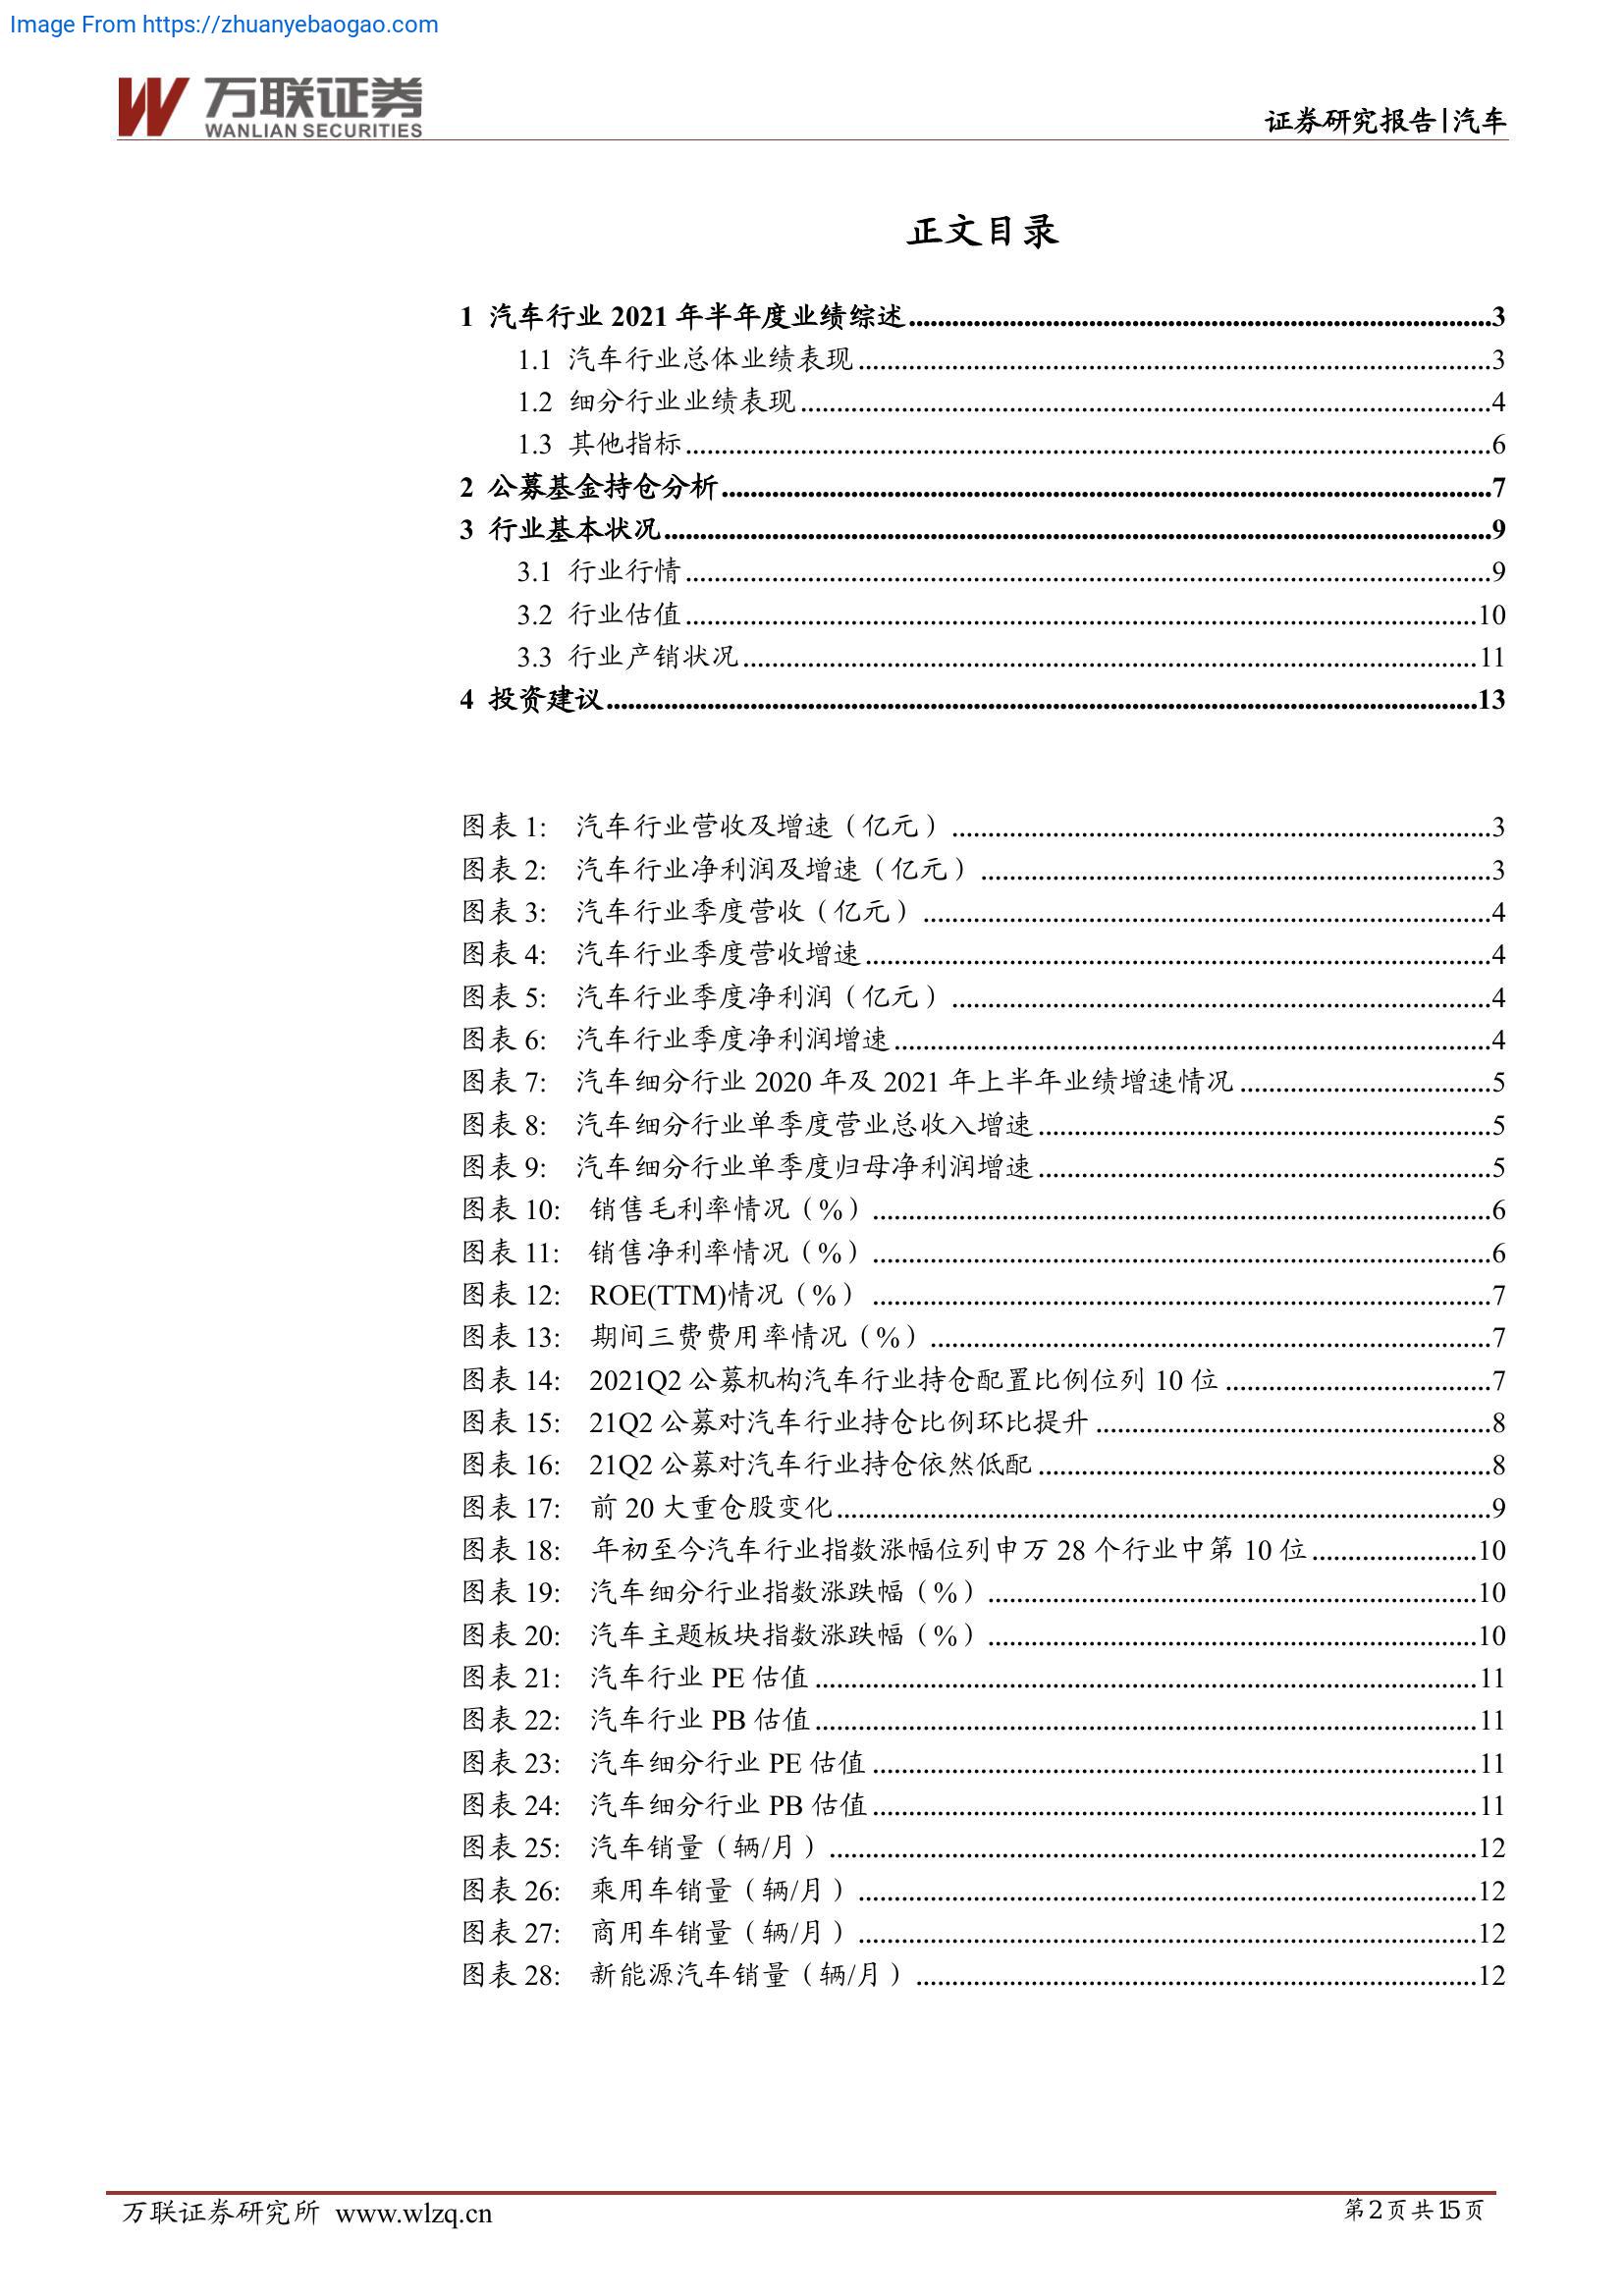 Image From https://zhuanyebaogao.com
万联证券
WANLIAN SECURITIES
证券研究报告|汽车
正文目录
1 汽车行业 2021 年半年度业绩综述........................................3
1.1 汽车行业总体业绩表现........................................3
1.2 细分行业业绩表现........................................4
1.3 其他指标........................................6
2 公募基金持仓分析........................................7
3 行业基本状况........................................9
3.1 行业行情........................................9
3.2 行业估值........................................10
3.3 行业产销状况........................................11
4 投资建议........................................13
图表 1: 汽车行业营收及增速（亿元）........................................3
图表 2: 汽车行业净利润及增速（亿元）........................................3
图表 3: 汽车行业季度营收（亿元）........................................4
图表 4: 汽车行业季度营收增速........................................4
图表 5: 汽车行业季度净利润（亿元）........................................4
图表 6: 汽车行业季度净利润增速........................................4
图表 7: 汽车细分行业 2020 年及 2021 年上半年业绩增速情况........................................5
图表 8: 汽车细分行业单季度营业总收入增速........................................5
图表 9: 汽车细分行业单季度归母净利润增速........................................5
图表 10: 销售毛利率情况（%）........................................6
图表 11: 销售净利率情况（%）........................................6
图表 12: ROE(TTM)情况（%）........................................7
图表 13: 期间三费费用率情况（%）........................................7
图表 14: 2021Q2 公募机构汽车行业持仓配置比例位列 10 位........................................7
图表 15: 21Q2 公募对汽车行业持仓比例环比提升........................................8
图表 16: 21Q2 公募对汽车行业持仓依然低配........................................8
图表 17: 前 20 大重仓股变化........................................9
图表 18: 年初至今汽车行业指数涨幅位列申万 28 个行业中第 10 位........................................10
图表 19: 汽车细分行业指数涨跌幅（%）........................................10
图表 20: 汽车主题板块指数涨跌幅（%）........................................10
图表 21: 汽车行业 PE 估值........................................11
图表 22: 汽车行业 PB 估值........................................11
图表 23: 汽车细分行业 PE 估值........................................11
图表 24: 汽车细分行业 PB 估值........................................11
图表 25: 汽车销量（辆/月）........................................12
图表 26: 乘用车销量（辆/月）........................................12
图表 27: 商用车销量（辆/月）........................................12
图表 28: 新能源汽车销量（辆/月）........................................12
万联证券研究所 www.wlzq.cn
第2页共15页